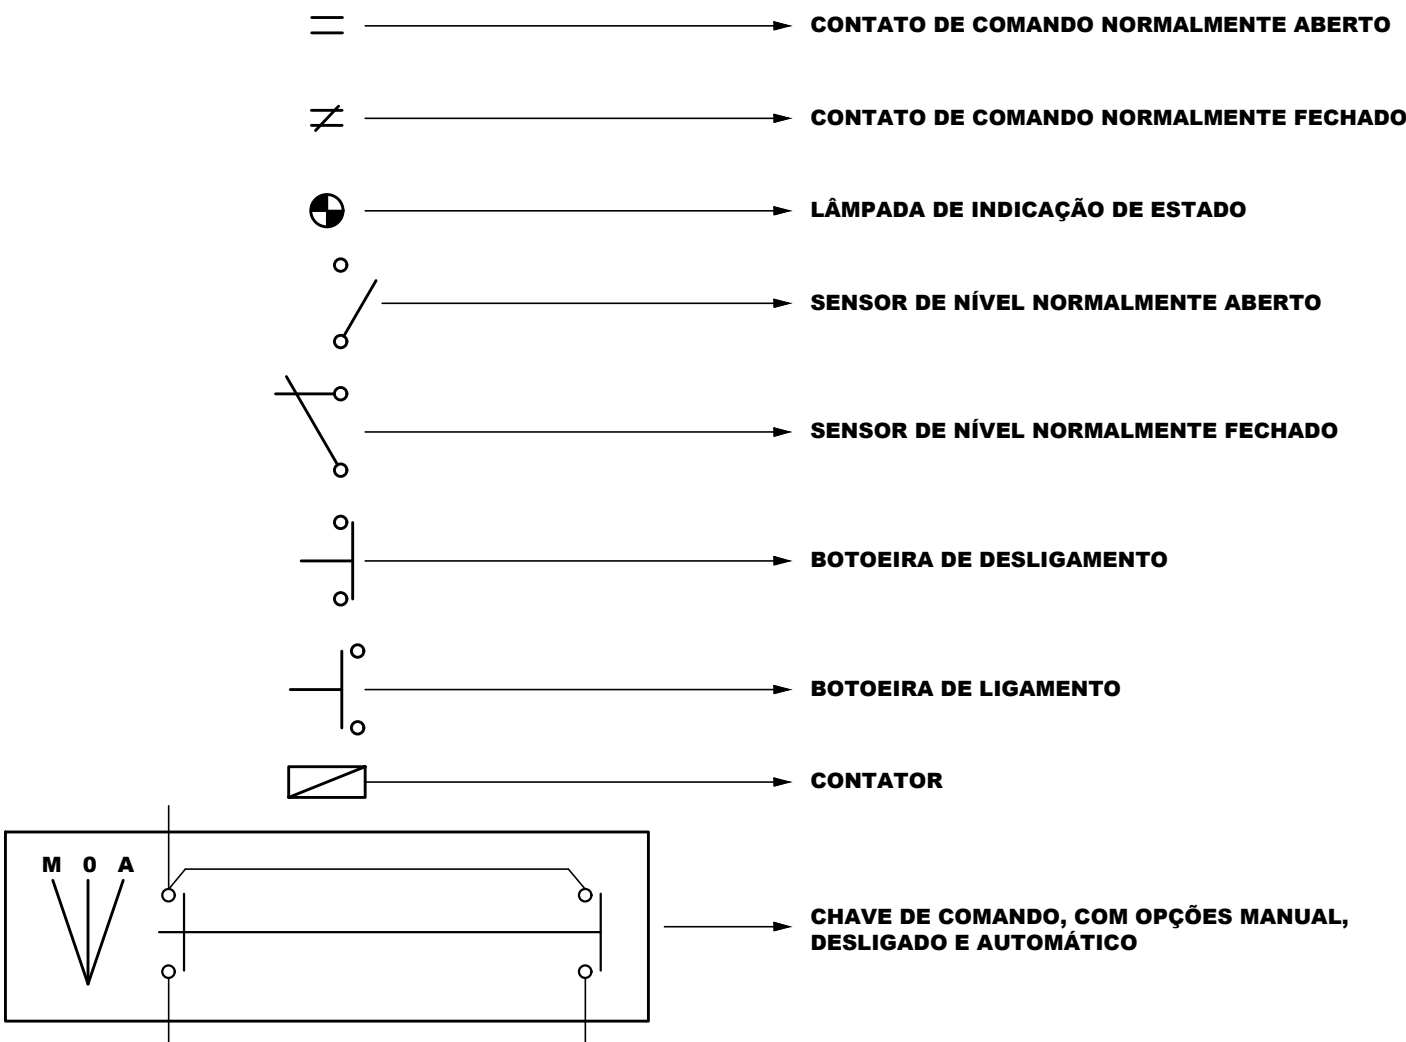 CONTATO DE COMANDO NORMALMENTE ABERTO
CONTATO DE COMANDO NORMALMENTE FECHADO
LÂMPADA DE INDICAÇÃO DE ESTADO
SENSOR DE NÍVEL NORMALMENTE ABERTO
SENSOR DE NÍVEL NORMALMENTE FECHADO
BOTOEIRA DE DESLIGAMENTO
BOTOEIRA DE LIGAMENTO
CONTATOR
M 0 A
CHAVE DE COMANDO, COM OPÇÕES MANUAL,
DESLIGADO E AUTOMÁTICO